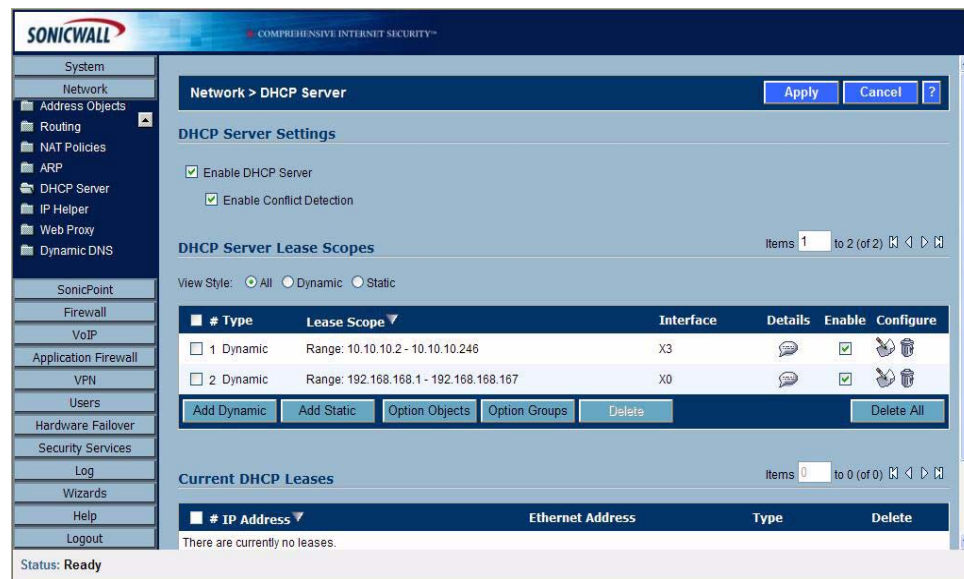 SONICWALL
COMPREHENSIVE INTERNET SECURITY™
System
Network
Address Objects
Routing
NAT Policies
ARP
DHCP Server
IP Helper
Web Proxy
Dynamic DNS
SonicPoint
Firewall
VoIP
Application Firewall
VPN
Users
Hardware Failover
Security Services
Log
Wizards
Help
Logout
Network > DHCP Server
Apply
Cancel
?
DHCP Server Settings
Enable DHCP Server
Enable Conflict Detection
DHCP Server Lease Scopes
Items 1 to 2 (of 2)
View Style: All Dynamic Static
# Type Lease Scope Interface Details Enable Configure
1 Dynamic Range: 10.10.10.2 - 10.10.10.246 X3
2 Dynamic Range: 192.168.168.1 - 192.168.168.167 X0
Add Dynamic Add Static Option Objects Option Groups Delete Delete All
Current DHCP Leases
Items 0 to 0 (of 0)
# IP Address Ethernet Address Type Delete
There are currently no leases.
Status: Ready